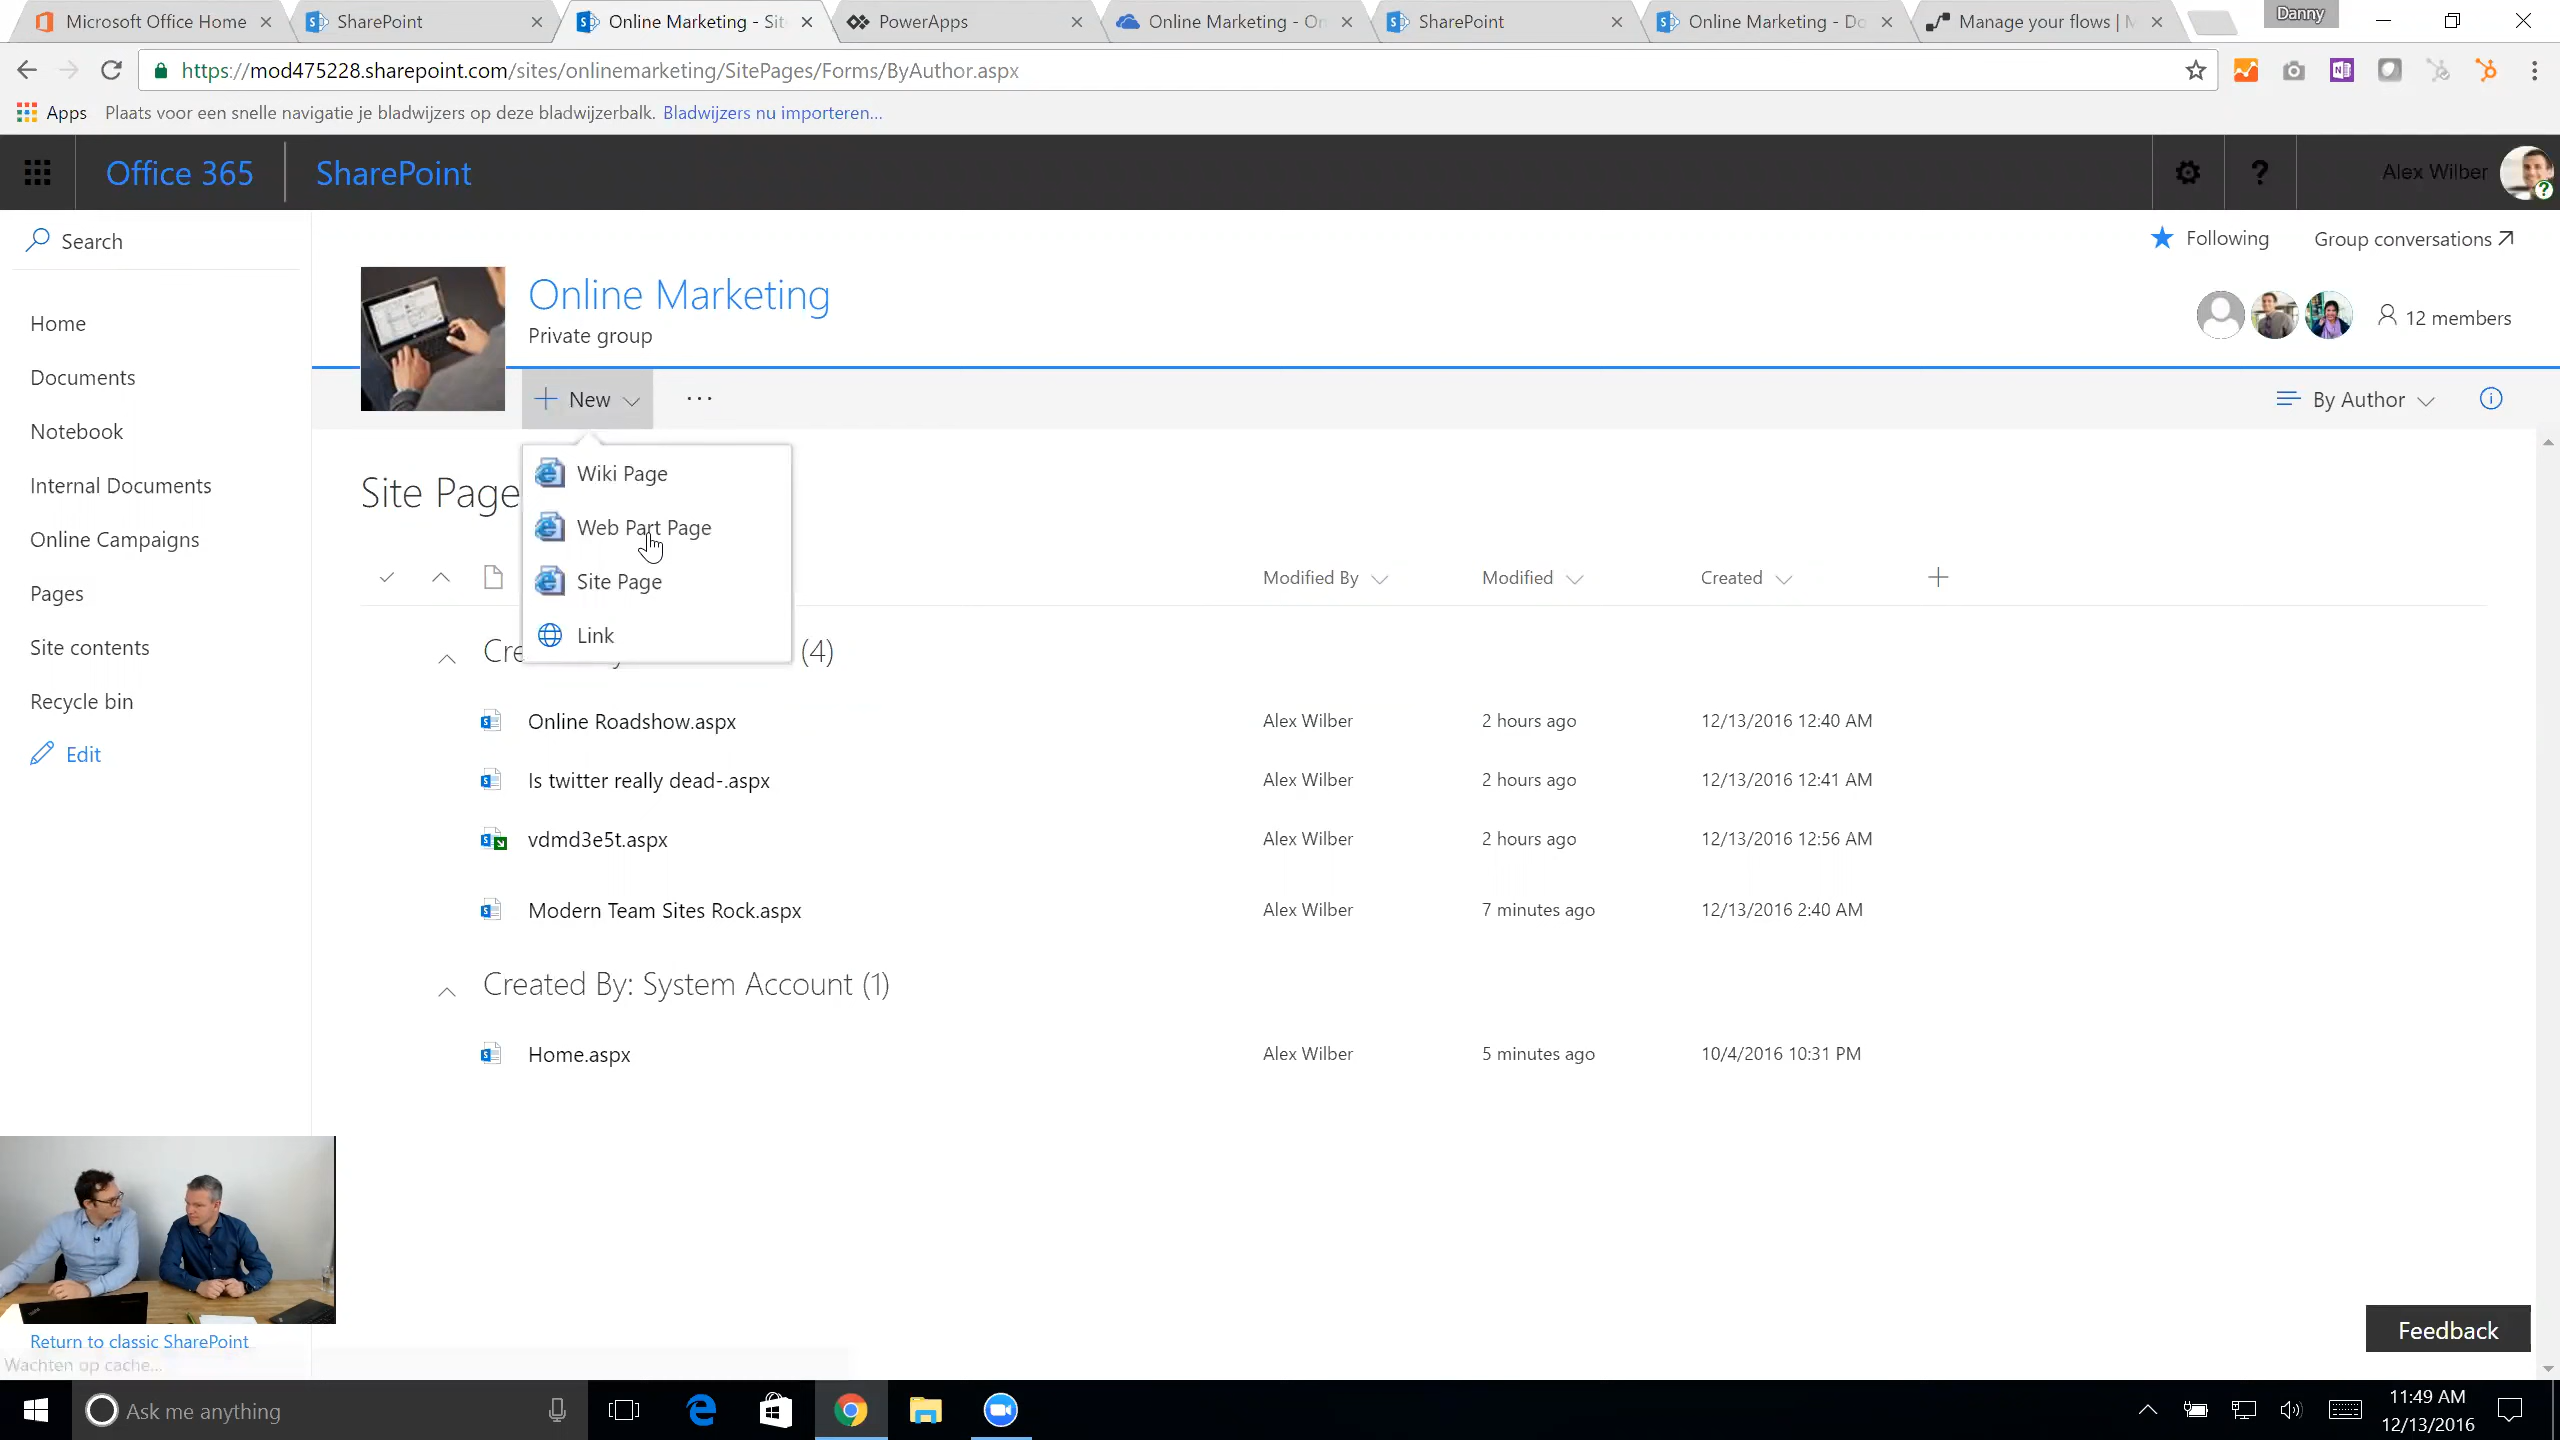 Microsoft Office Home
SharePoint
Online Marketing - Sit
PowerApps
Online Marketing - On
SharePoint
Online Marketing - Do
Manage your flows | M
Danny
https://mod475228.sharepoint.com/sites/onlinemarketing/SitePages/Forms/ByAuthor.aspx
Apps
Plaats voor een snelle navigatie je bladwijzers op deze bladwijzerbalk.
Bladwijzers nu importeren...
Office 365
SharePoint
?
Alex Wilber
Search
Following
Group conversations
Online Marketing
Private group
12 members
Home
Documents
Notebook
Internal Documents
Online Campaigns
Pages
Site contents
Recycle bin
Edit
New
...
By Author
Wiki Page
Web Part Page
Site Page
Link
Site Page
Modified By
Modified
Created
Cre
(4)
Online Roadshow.aspx
Alex Wilber
2 hours ago
12/13/2016 12:40 AM
Is twitter really dead-.aspx
Alex Wilber
2 hours ago
12/13/2016 12:41 AM
vdmd3e5t.aspx
Alex Wilber
2 hours ago
12/13/2016 12:56 AM
Modern Team Sites Rock.aspx
Alex Wilber
7 minutes ago
12/13/2016 2:40 AM
Created By: System Account (1)
Home.aspx
Alex Wilber
5 minutes ago
10/4/2016 10:31 PM
Return to classic SharePoint
Wachten op cache...
Feedback
Ask me anything
11:49 AM
12/13/2016